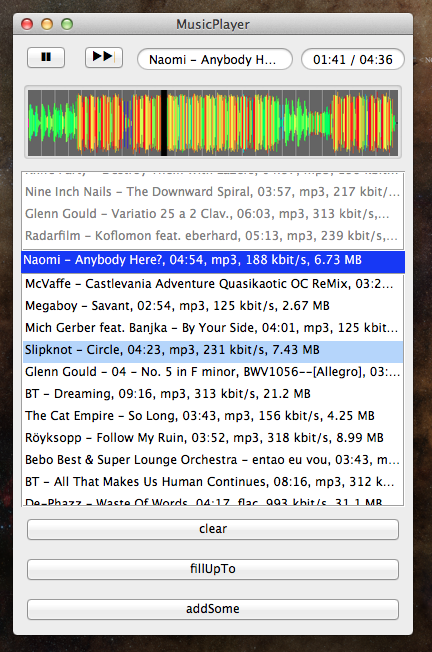 MusicPlayer
Naomi – Anybody H...
01:41 / 04:36
Nine Inch Nails – The Downward Spiral, 03:57, mp3, 217 kbit/s,...
Glenn Gould – Variatio 25 a 2 Clav., 06:03, mp3, 313 kbit/s,...
Radarfilm – Koflomon feat. eberhard, 05:13, mp3, 239 kbit/s,...
Naomi – Anybody Here?, 04:54, mp3, 188 kbit/s, 6.73 MB
McVaffe – Castlevania Adventure Quasikaotic OC ReMix, 03:2...
Megaboy – Savant, 02:54, mp3, 125 kbit/s, 2.67 MB
Mich Gerber feat. Banjka – By Your Side, 04:01, mp3, 125 kbit...
Slipknot – Circle, 04:23, mp3, 231 kbit/s, 7.43 MB
Glenn Gould – 04 – No. 5 in F minor, BWV1056––[Allegro], 03:...
BT – Dreaming, 09:16, mp3, 313 kbit/s, 21.2 MB
The Cat Empire – So Long, 03:43, mp3, 156 kbit/s, 4.25 MB
Röyksopp – Follow My Ruin, 03:52, mp3, 318 kbit/s, 8.99 MB
Bebo Best & Super Lounge Orchestra – entao eu vou, 03:43, m...
BT – All That Makes Us Human Continues, 08:16, mp3, 312 k...
De–Phazz – Waste Of Words, 04:17, flac, 993 kbit/s, 31.1 MB
clear
fillUpTo
addSome